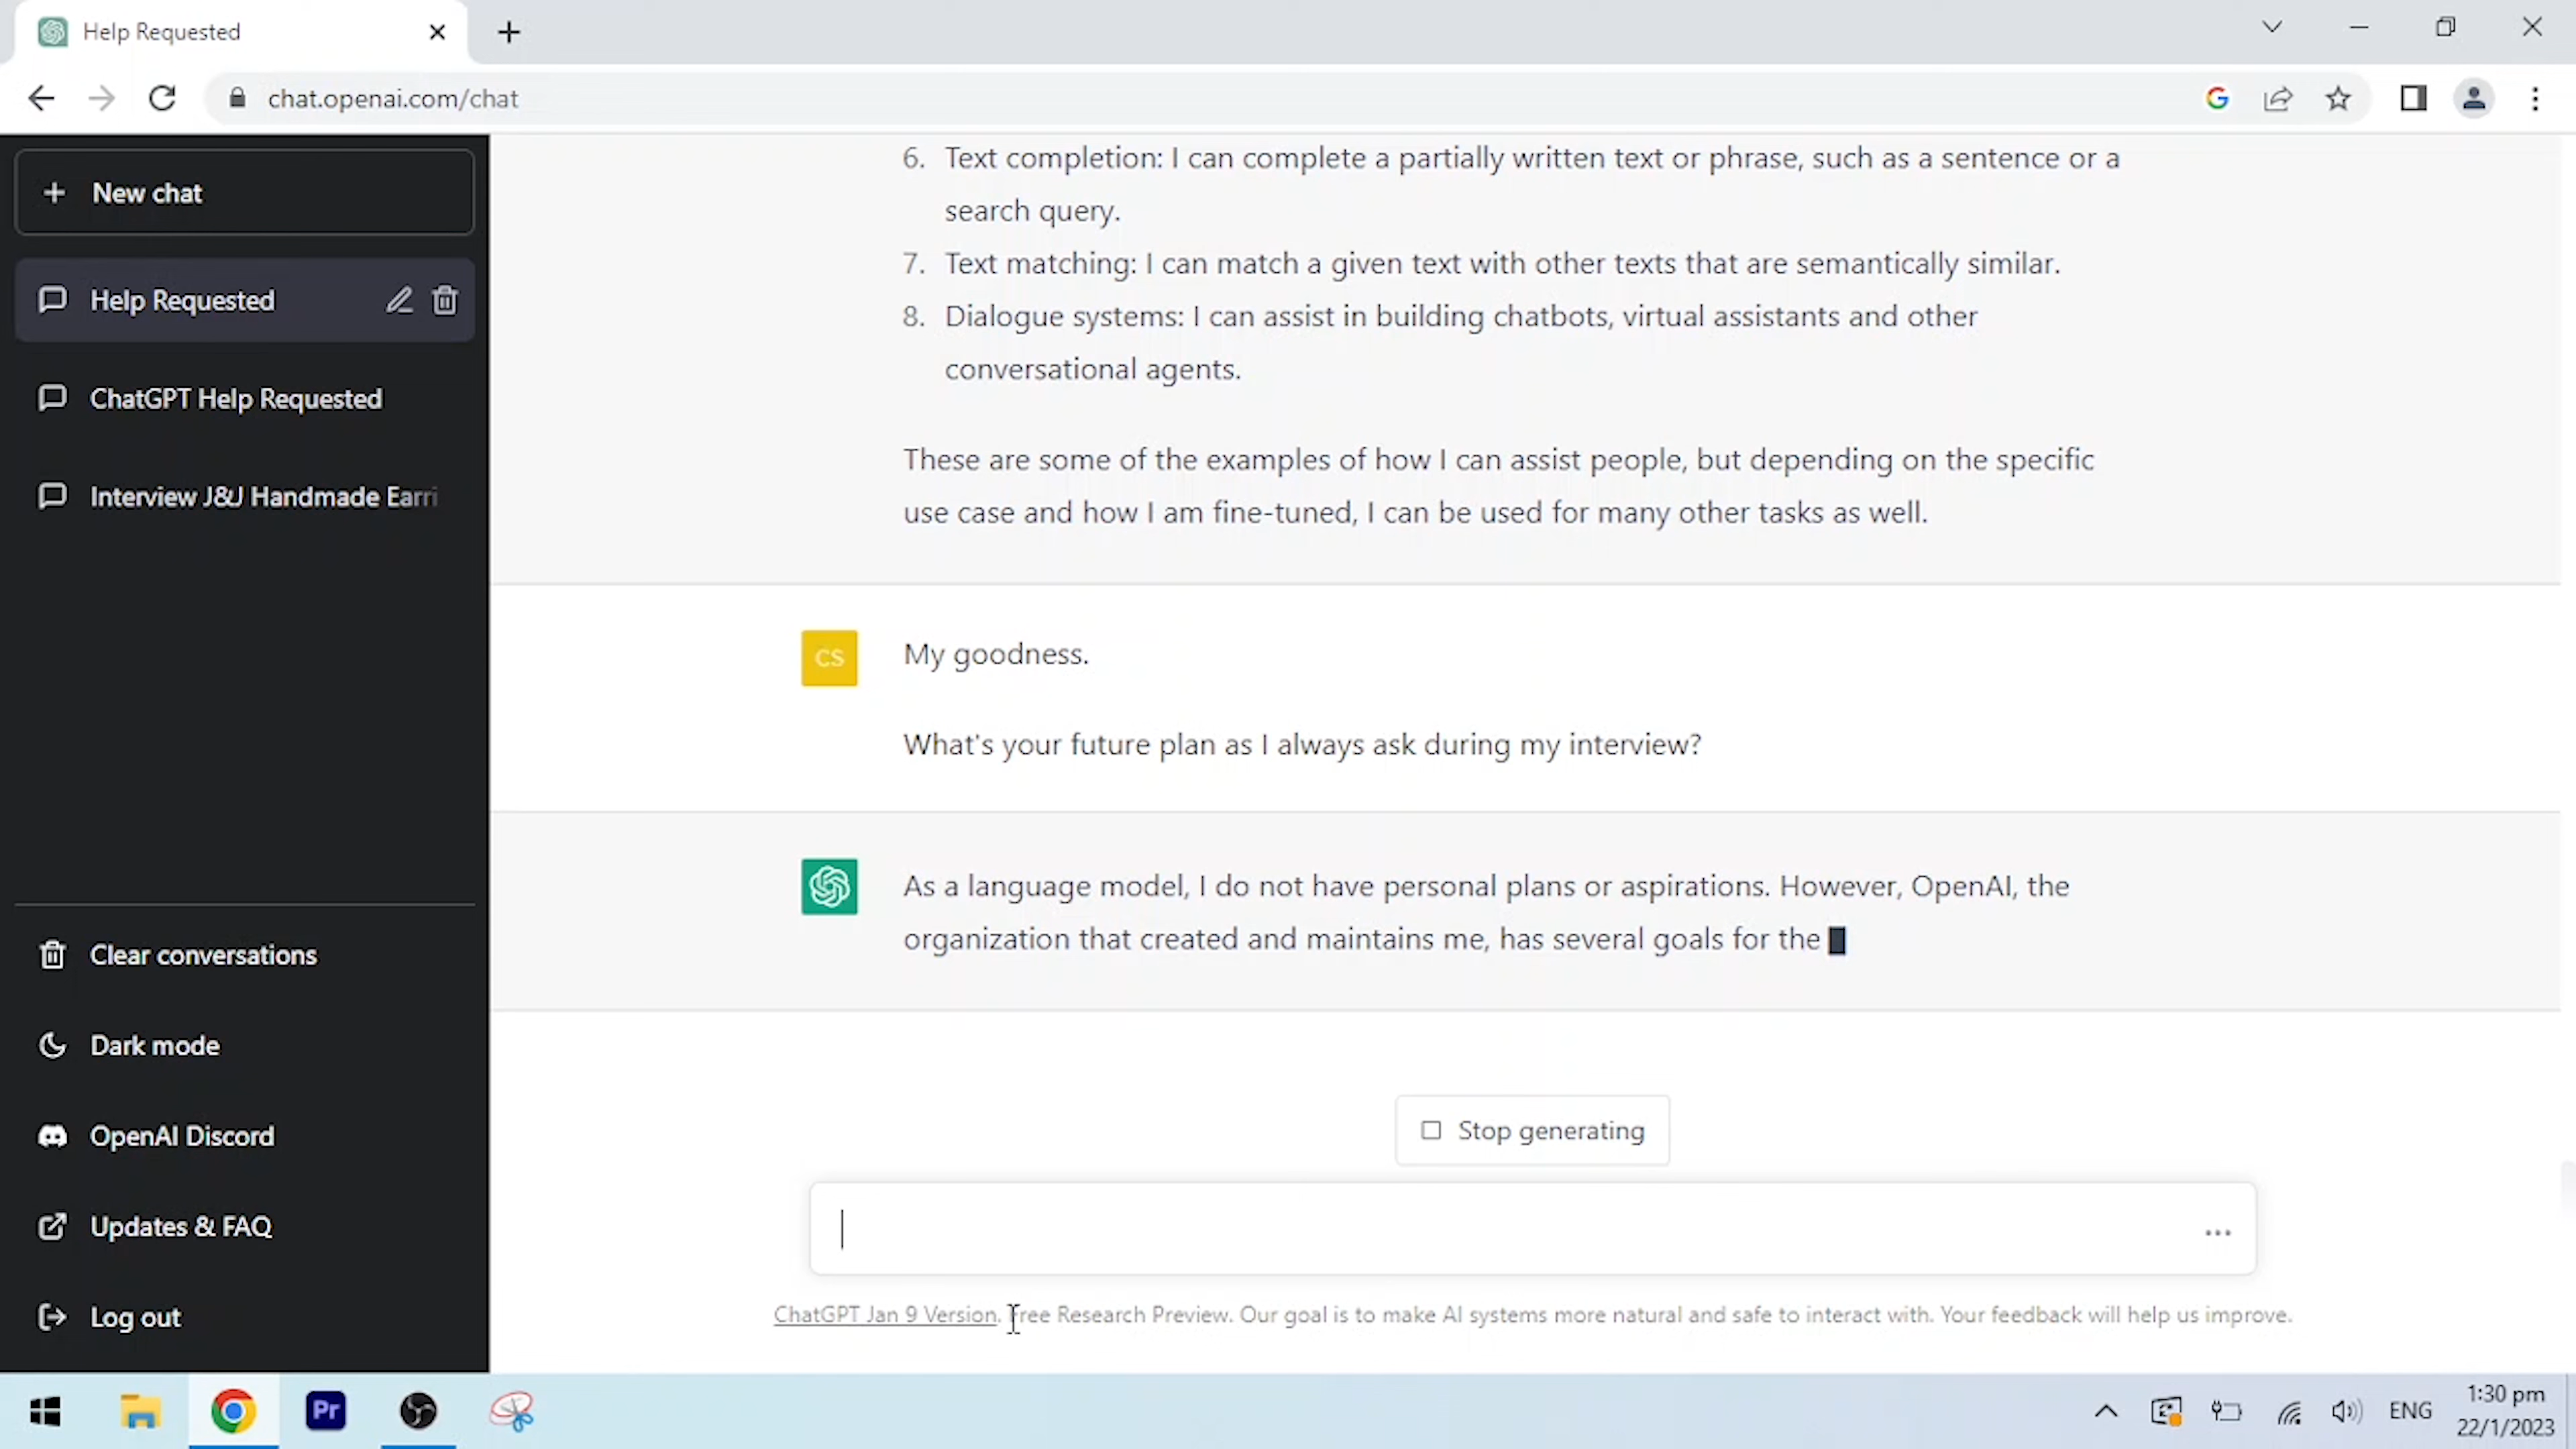 Help Requested
chat.openai.com/chat
New chat
Help Requested
ChatGPT Help Requested
Interview J&J Handmade Earri
Clear conversations
Dark mode
OpenAI Discord
Updates & FAQ
Log out
6. Text completion: I can complete a partially written text or phrase, such as a sentence or a
search query.
7. Text matching: I can match a given text with other texts that are semantically similar.
8. Dialogue systems: I can assist in building chatbots, virtual assistants and other
conversational agents.
These are some of the examples of how I can assist people, but depending on the specific
use case and how I am fine-tuned, I can be used for many other tasks as well.
CS
My goodness.
What's your future plan as I always ask during my interview?
As a language model, I do not have personal plans or aspirations. However, OpenAI, the
organization that created and maintains me, has several goals for the
Stop generating
ChatGPT Jan 9 Version. Free Research Preview. Our goal is to make AI systems more natural and safe to interact with. Your feedback will help us improve.
Pr
ENG
1:30 pm
22/1/2023